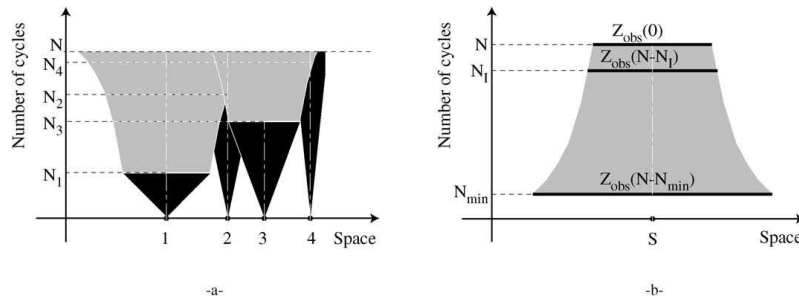 Number of cycles
N
N4
N2
N3
N1
1 2 3 4 Space
-a-
Number of cycles
N
NI
Nmin
Zobs(0)
Zobs(N-NI)
Zobs(N-Nmin)
S
Space
-b-